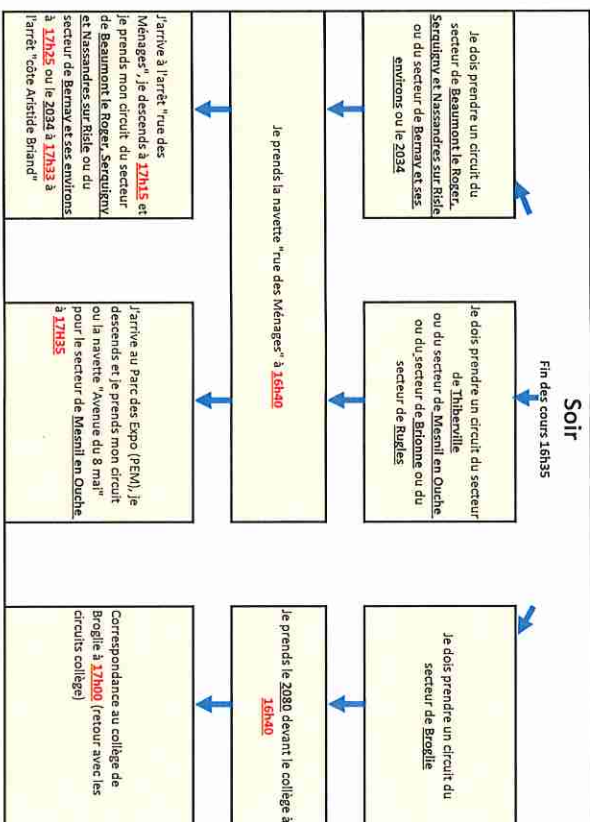 Soir
Fin des cours 16h35
Je dois prendre un circuit du
secteur de Beaumont le Roger,
Serquigny et Nassandres sur Risle
ou du secteur de Bernay et ses
environs ou le 2034
Je dois prendre un circuit du secteur
de Thiberville
ou du secteur de Mesnil en Ouche
ou du secteur de Brionne ou du
secteur de Rugles
Je dois prendre un circuit du
secteur de Broglie
Je prends la navette "rue des Ménages" à 16h40
Je prends le 2080 devant le collège à
16h40
J'arrive à l'arrêt "rue des
Ménages", je descends à 17h15 et
je prends mon circuit du secteur
de Beaumont le Roger, Serquigny
et Nassandres sur Risle ou du
secteur de Bernay et ses environs
à 17h25 ou le 2034 à 17h33 à
l'arrêt "côte Aristide Briand"
J'arrive au Parc des Expo (PEM), je
descends et je prends mon circuit
ou la navette "Avenue du 8 mai"
pour le secteur de Mesnil en Ouche
à 17H35
Correspondance au collège de
Broglie à 17h00 (retour avec les
circuits collège)